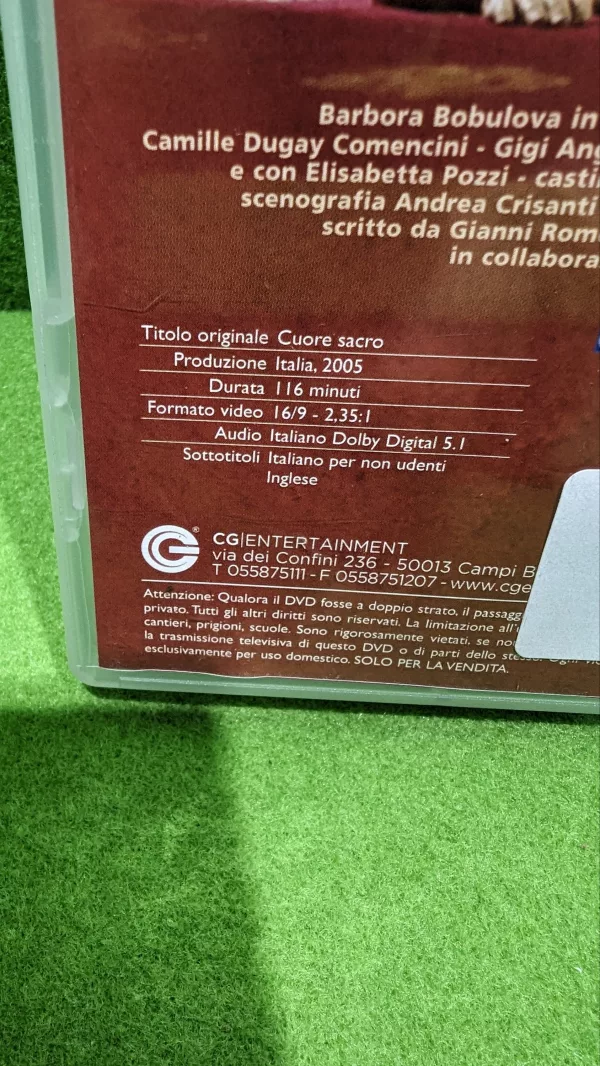 Barbora Bobulova in
Camille Dugay Comencini - Gigi Ang
e con Elisabetta Pozzi - casti
scenografia Andrea Crisanti
scritto da Gianni Rom
in collabora
Titolo originale Cuore sacro
Produzione Italia, 2005
Durata 116 minuti
Formato video 16/9 - 2,35:1
Audio Italiano Dolby Digital 5.1
Sottotitoli Italiano per non udenti
Inglese
CG|ENTERTAINMENT
via dei Confini 236 - 50013 Campi B
T 055875111 - F 0558751207 - www.cge
Attenzione: Qualora il DVD fosse a doppio strato, il passagg
privato. Tutti gli altri diritti sono riservati. La limitazione all'
cantieri, prigioni, scuole. Sono rigorosamente vietati, se no
la trasmissione televisiva di questo DVD o di parti dello
esclusivamente per uso domestico. SOLO PER LA VENDITA.